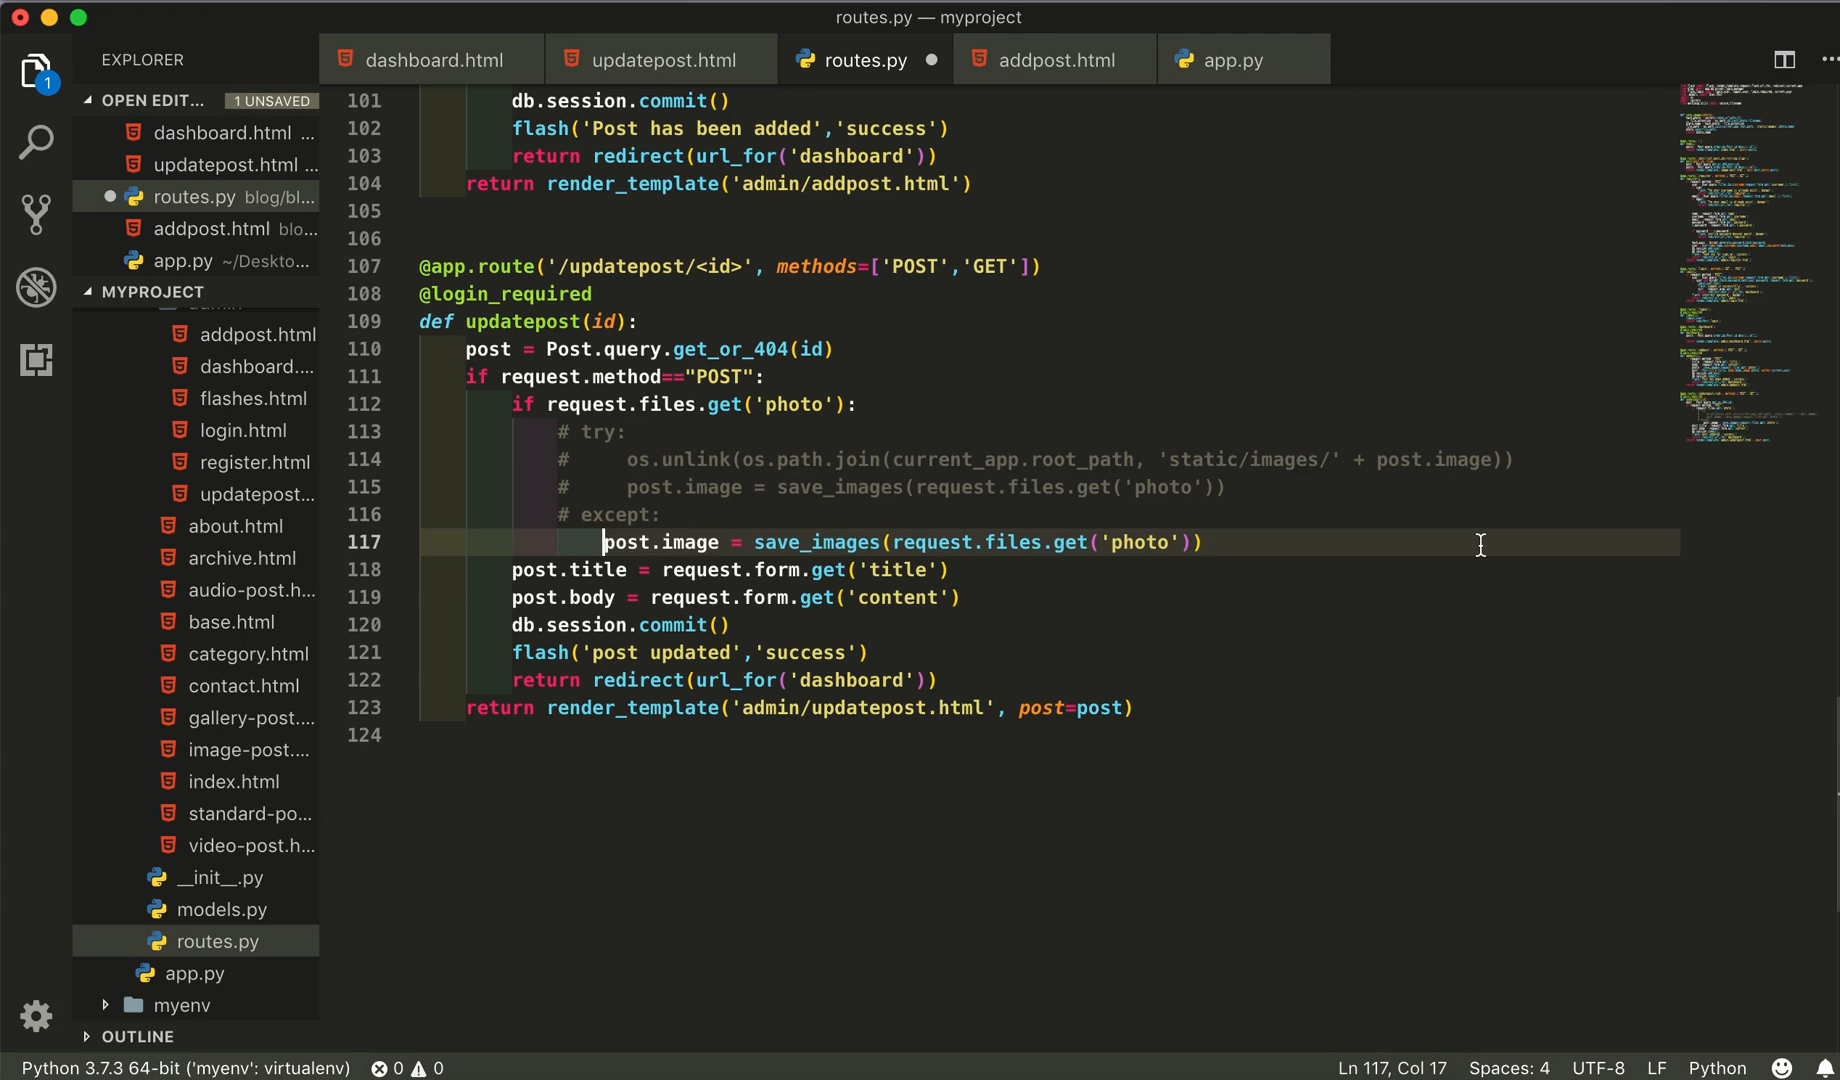 routes.py — myproject
EXPLORER
dashboard.html
updatepost.html
routes.py
addpost.html
app.py
OPEN EDIT... 1 UNSAVED
dashboard.html ...
updatepost.html ...
routes.py blog/bl...
addpost.html blo...
app.py ~/Deskto...
MYPROJECT
addpost.html
dashboard....
flashes.html
login.html
register.html
updatepost...
about.html
archive.html
audio-post.h...
base.html
category.html
contact.html
gallery-post....
image-post....
index.html
standard-po...
video-post.h...
__init__.py
models.py
routes.py
app.py
myenv
OUTLINE
101 db.session.commit()
102 flash('Post has been added','success')
103 return redirect(url_for('dashboard'))
104 return render_template('admin/addpost.html')
105
106
107 @app.route('/updatepost/<id>', methods=['POST','GET'])
108 @login_required
109 def updatepost(id):
110 post = Post.query.get_or_404(id)
111 if request.method=="POST":
112 if request.files.get('photo'):
113 # try:
114 # os.unlink(os.path.join(current_app.root_path, 'static/images/' + post.image))
115 # post.image = save_images(request.files.get('photo'))
116 # except:
117 post.image = save_images(request.files.get('photo'))
118 post.title = request.form.get('title')
119 post.body = request.form.get('content')
120 db.session.commit()
121 flash('post updated','success')
122 return redirect(url_for('dashboard'))
123 return render_template('admin/updatepost.html', post=post)
124
1
Python 3.7.3 64-bit ('myenv': virtualenv) 0 0 Ln 117, Col 17 Spaces: 4 UTF-8 LF Python